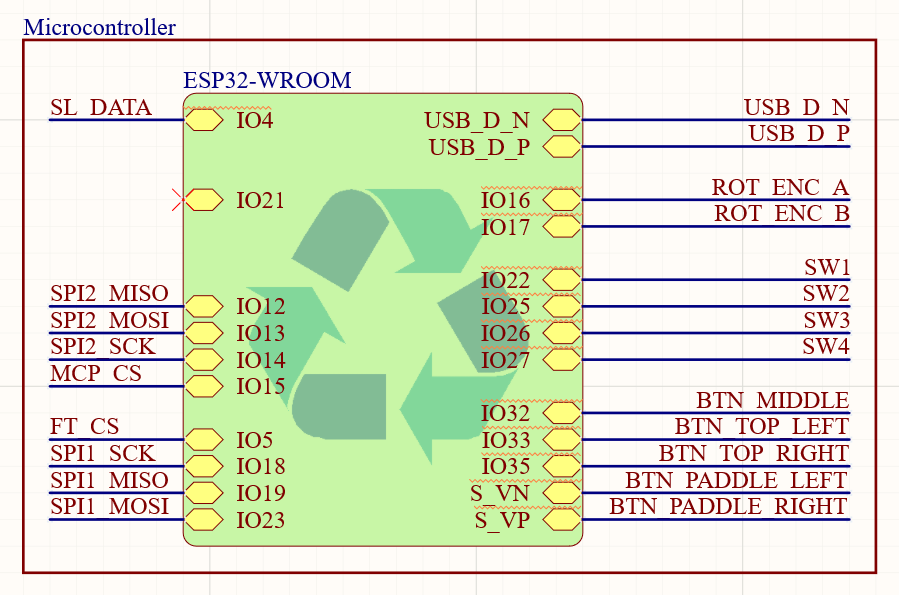 Microcontroller
ESP32-WROOM
SL_DATA IO4 USB_D_N USB_D_N
USB_D_P USB_D_P
IO21 IO16 ROT_ENC_A
IO17 ROT_ENC_B
IO22 SW1
SPI2_MISO IO12 IO25 SW2
SPI2_MOSI IO13 IO26 SW3
SPI2_SCK IO14 IO27 SW4
MCP_CS IO15
IO32 BTN_MIDDLE
FT_CS IO5 IO33 BTN_TOP_LEFT
SPI1_SCK IO18 IO35 BTN_TOP_RIGHT
SPI1_MISO IO19 S_VN BTN_PADDLE_LEFT
SPI1_MOSI IO23 S_VP BTN_PADDLE_RIGHT